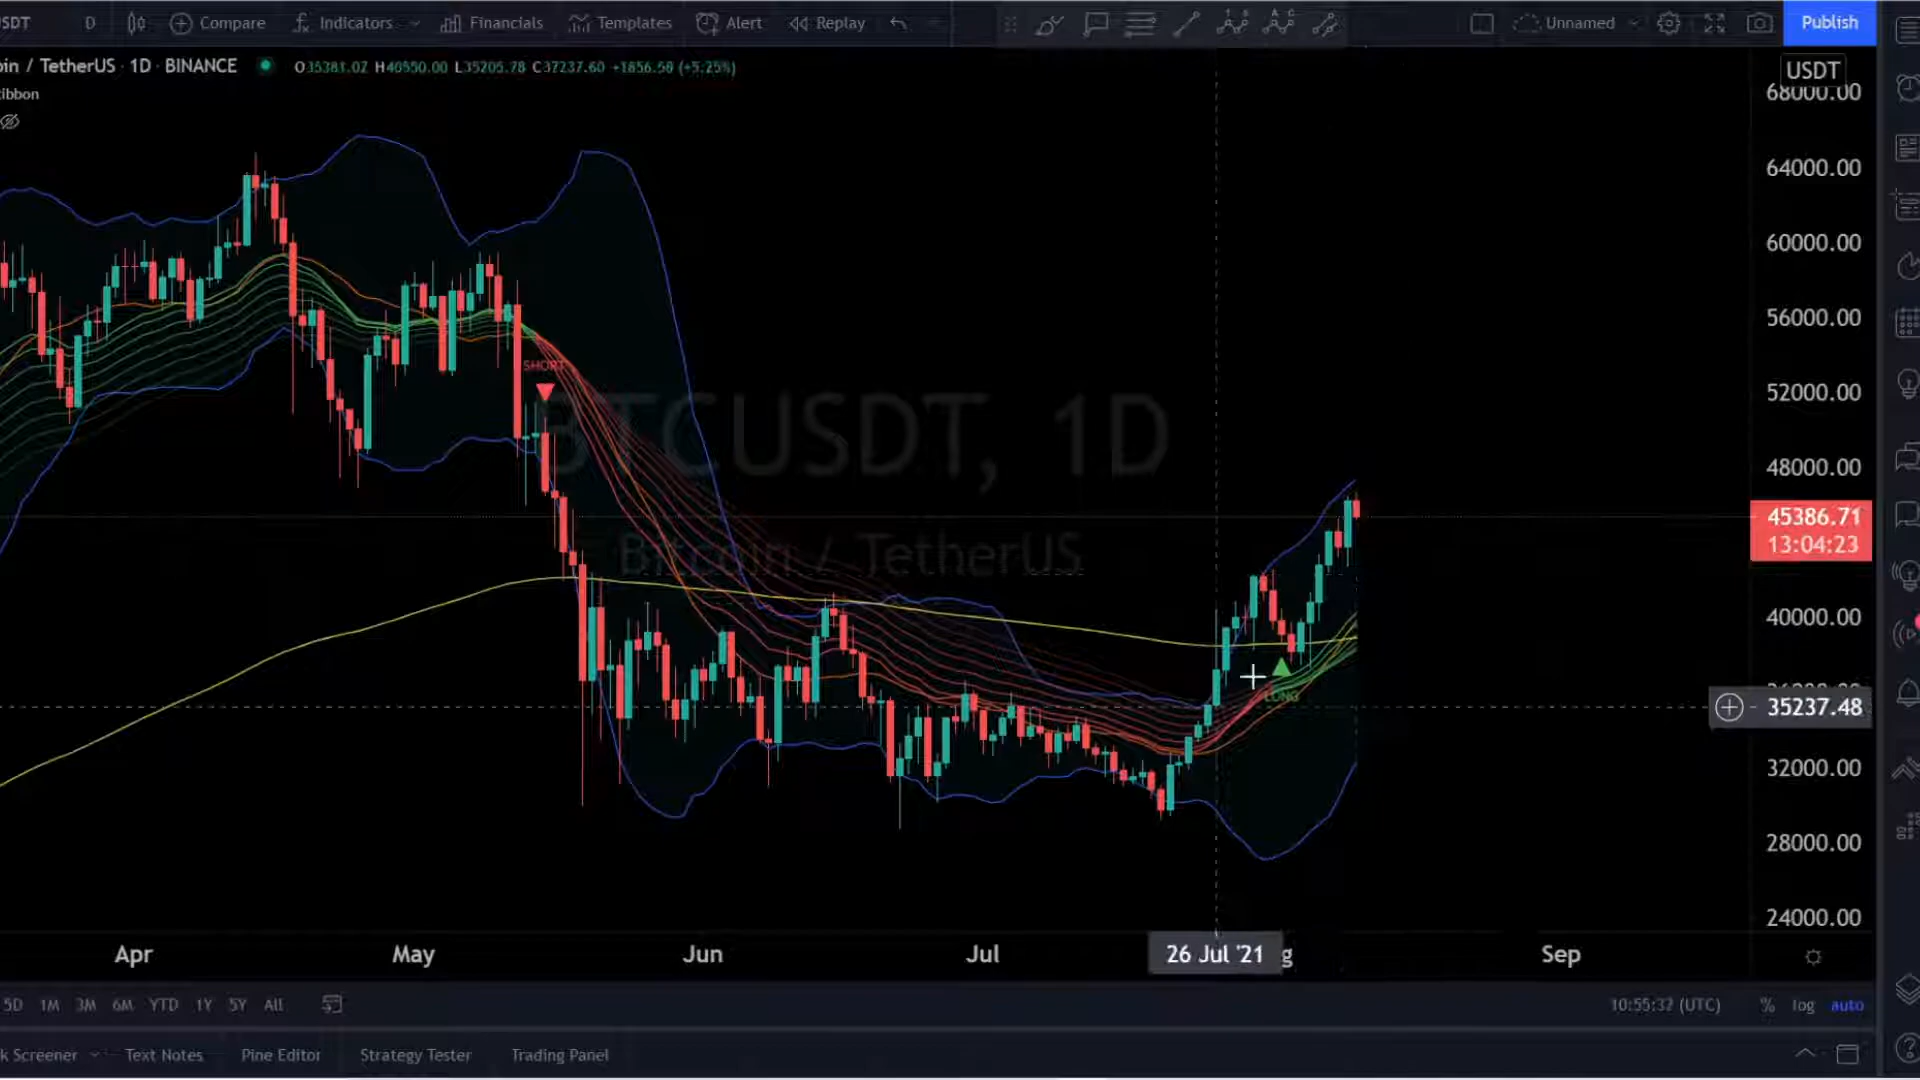 SDT D Compare Indicators Financials Templates Alert Replay Unnamed Publish
oin / TetherUS · 1D · BINANCE O35381.02 H40550.00 L35205.78 C37237.60 +1856.58 (+5.25%)
ibbon
USDT
68000.00
64000.00
60000.00
56000.00
52000.00
48000.00
45386.71
13:04:23
40000.00
35237.48
32000.00
28000.00
24000.00
SHORT
BTCUSDT, 1D
Bitcoin / TetherUS
LONG
Apr May Jun Jul 26 Jul '21 g Sep
5D 1M 3M 6M YTD 1Y 5Y All 10:55:37 (UTC) % log auto
k Screener Text Notes Pine Editor Strategy Tester Trading Panel